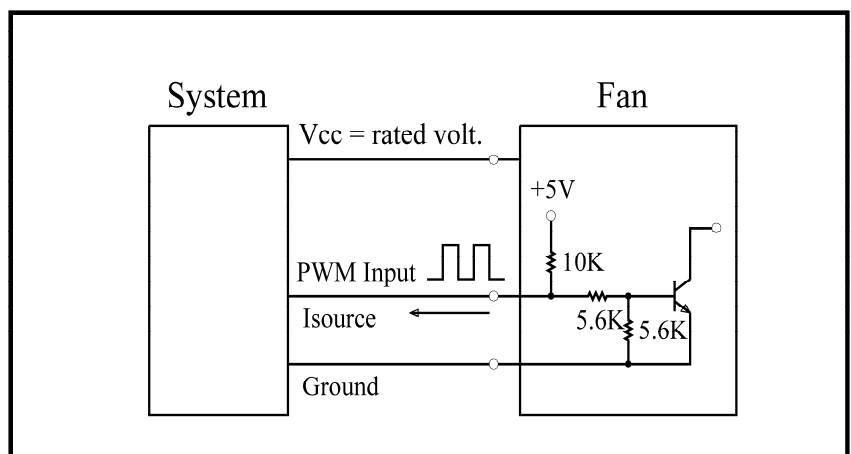 System
Fan
Vcc = rated volt.
+5V
10K
PWM Input
Isource
5.6K
5.6K
Ground